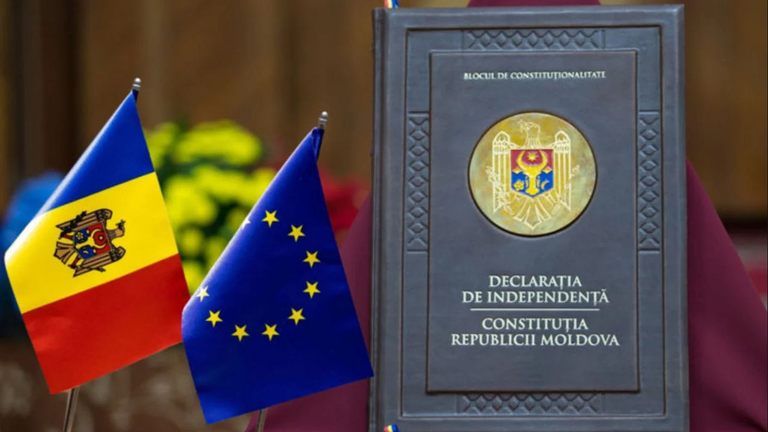 BLOCUL DE CONSTITUȚIONALITATE
DECLARAȚIA
DE INDEPENDENȚĂ
CONSTITUȚIA
REPUBLICII MOLDOVA